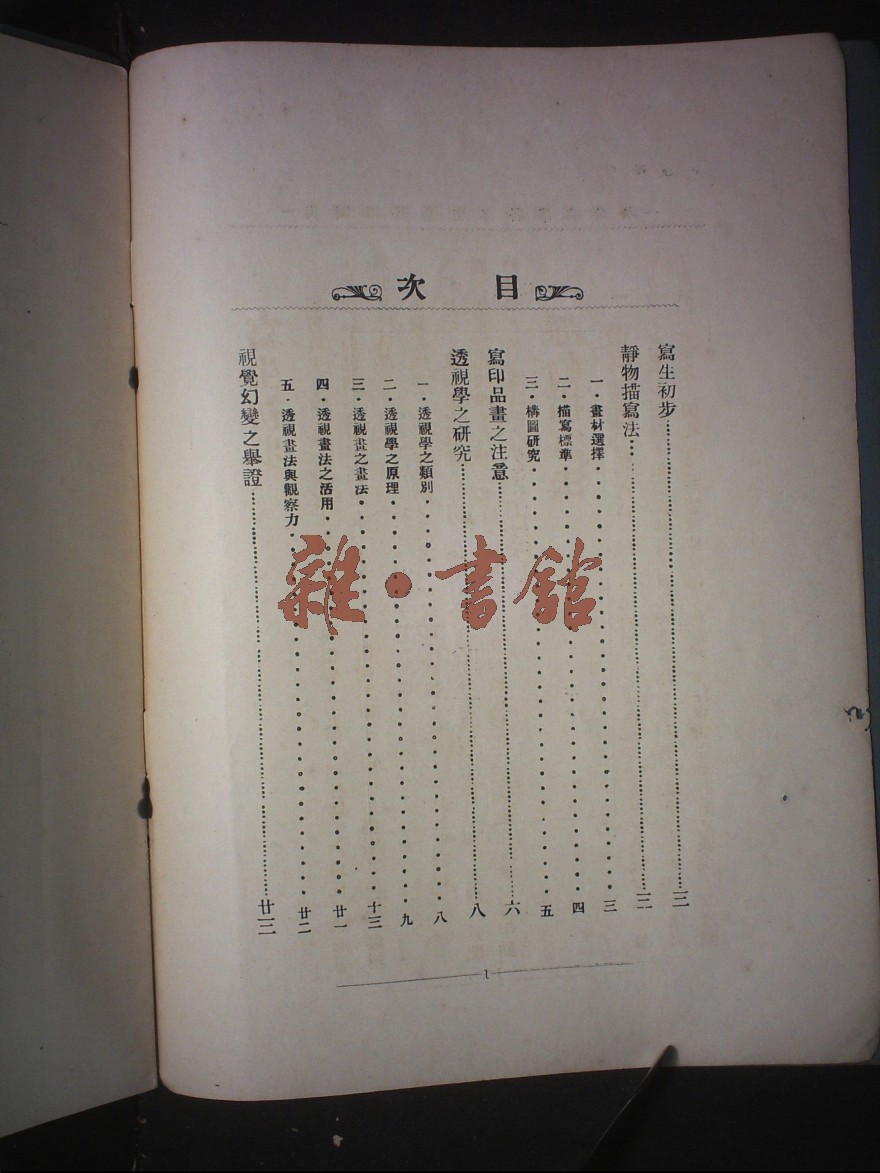 目次
寫生初步……三
靜物描寫法……三
一・畫材選擇……三
二・描寫標準……四
三・構圖研究……五
寫印品畫之注意……六
透視學之研究……八
一・透視學之類別……八
二・透視學之原理……九
三・透視畫之畫法……十三
四・透視畫法之活用……廿一
五・透視畫法與觀察力……廿二
視覺幻變之舉證……廿三
1
雜・書館